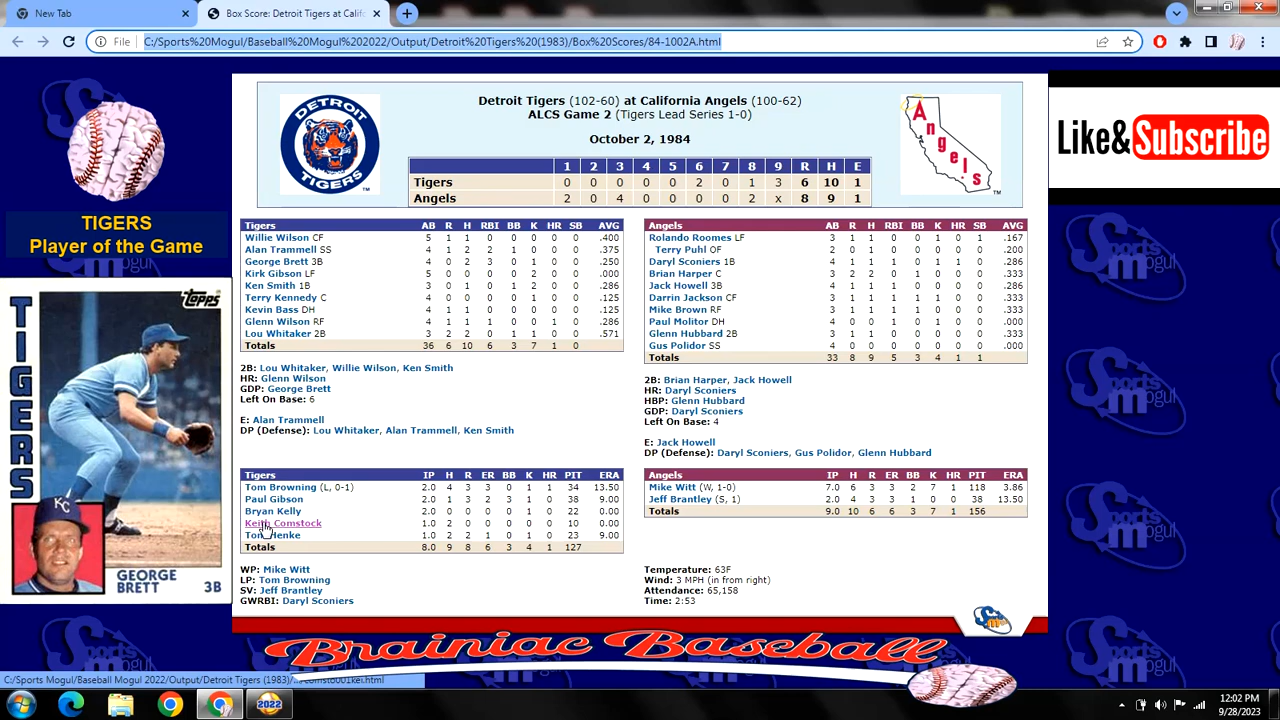 New Tab
Box Score: Detroit Tigers at Calif
File
C:/Sports%20Mogul/Baseball%20Mogul%202022/Output/Detroit%20Tigers(1983)/Box%20Scores/84-1002A.html
DETROIT TIGERS
Detroit Tigers (102-60) at California Angels (100-62)
ALCS Game 2 (Tigers Lead Series 1-0)
October 2, 1984
1 2 3 4 5 6 7 8 9 R H E
Tigers 0 0 0 0 0 2 0 1 3 6 10 1
Angels 2 0 4 0 0 0 0 2 x 8 9 1
Angels
Like&Subscribe
TIGERS
Player of the Game
TIGERS
Topps
KC
GEORGE
BRETT 3B
Tigers AB R H RBI BB K HR SB AVG
Willie Wilson CF 5 1 1 0 0 0 0 0 .400
Alan Trammell SS 4 1 2 2 1 0 0 0 .375
George Brett 3B 4 0 2 2 0 1 0 0 .250
Kirk Gibson LF 5 0 0 0 0 2 0 0 .000
Ken Smith 1B 3 0 1 0 1 2 0 0 .286
Terry Kennedy C 4 0 0 0 0 1 0 0 .125
Kevin Bass DH 4 1 1 0 0 0 0 0 .125
Glenn Wilson RF 4 1 1 1 0 0 1 0 .286
Lou Whitaker 2B 3 2 2 0 1 1 0 0 .571
Totals 36 6 10 6 3 7 1 0
2B: Lou Whitaker, Willie Wilson, Ken Smith
HR: Glenn Wilson
GDP: George Brett
Left On Base: 6
E: Alan Trammell
DP (Defense): Lou Whitaker, Alan Trammell, Ken Smith
Angels AB R H RBI BB K HR SB AVG
Rolando Roomes LF 3 1 1 0 0 1 0 1 .167
Terry Puhl OF 2 0 1 0 0 0 0 0 .200
Daryl Sconiers 1B 4 1 1 1 0 0 1 0 .286
Brian Harper C 3 2 2 0 1 0 0 0 .333
Jack Howell 3B 4 1 1 1 0 0 0 0 .286
Darrin Jackson CF 3 1 1 1 1 0 0 0 .333
Mike Brown RF 3 1 1 1 1 0 0 0 .333
Paul Molitor DH 4 0 0 1 0 1 0 0 .000
Glenn Hubbard 2B 3 1 1 0 0 1 0 0 .333
Gus Polidor SS 4 0 0 0 0 1 0 0 .000
Totals 33 8 9 5 3 4 1 1
2B: Brian Harper, Jack Howell
HR: Daryl Sconiers
HBP: Glenn Hubbard
GDP: Daryl Sconiers
Left On Base: 4
E: Jack Howell
DP (Defense): Daryl Sconiers, Gus Polidor, Glenn Hubbard
Tigers IP H R ER BB K HR PIT ERA
Tom Browning (L, 0-1) 2.0 4 3 3 0 1 1 34 13.50
Paul Gibson 2.0 1 3 2 3 1 0 38 9.00
Bryan Kelly 2.0 0 0 0 0 1 0 22 0.00
Keith Comstock 1.0 2 0 0 0 0 0 10 0.00
Tom Henke 1.0 2 2 1 0 1 0 23 9.00
Totals 8.0 9 8 6 3 4 1 127
WP: Mike Witt
LP: Tom Browning
SV: Jeff Brantley
GWRBI: Daryl Sconiers
Angels IP H R ER BB K HR PIT ERA
Mike Witt (W, 1-0) 7.0 6 3 3 2 7 1 118 3.86
Jeff Brantley (S, 1) 2.0 4 3 3 1 0 0 38 13.50
Totals 9.0 10 6 6 3 7 1 156
Temperature: 63F
Wind: 3 MPH (in from right)
Attendance: 65,158
Time: 2:53
Sports Mogul
Brainiac Baseball
2022
12:02 PM
9/28/2023